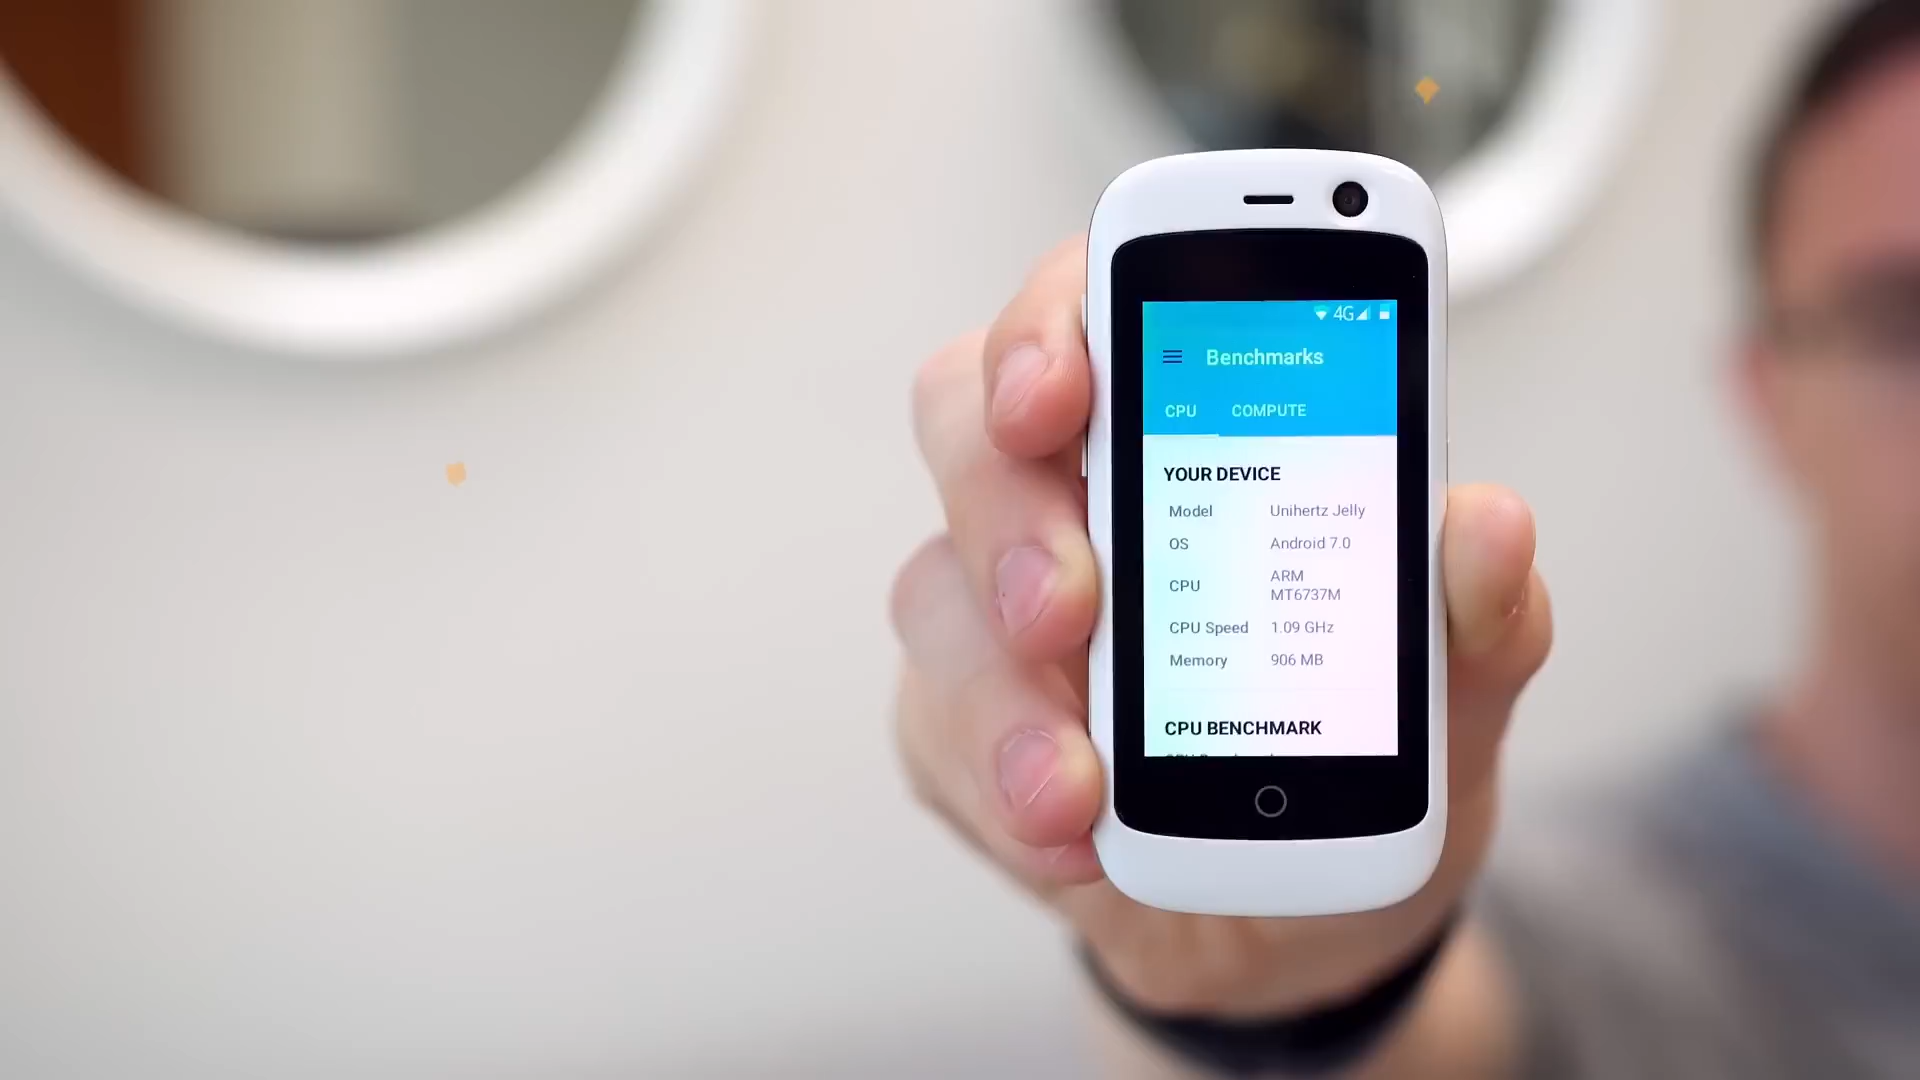 4G
Benchmarks
CPU COMPUTE
YOUR DEVICE
Model Unihertz Jelly
OS Android 7.0
CPU ARM
MT6737M
CPU Speed 1.09 GHz
Memory 906 MB
CPU BENCHMARK